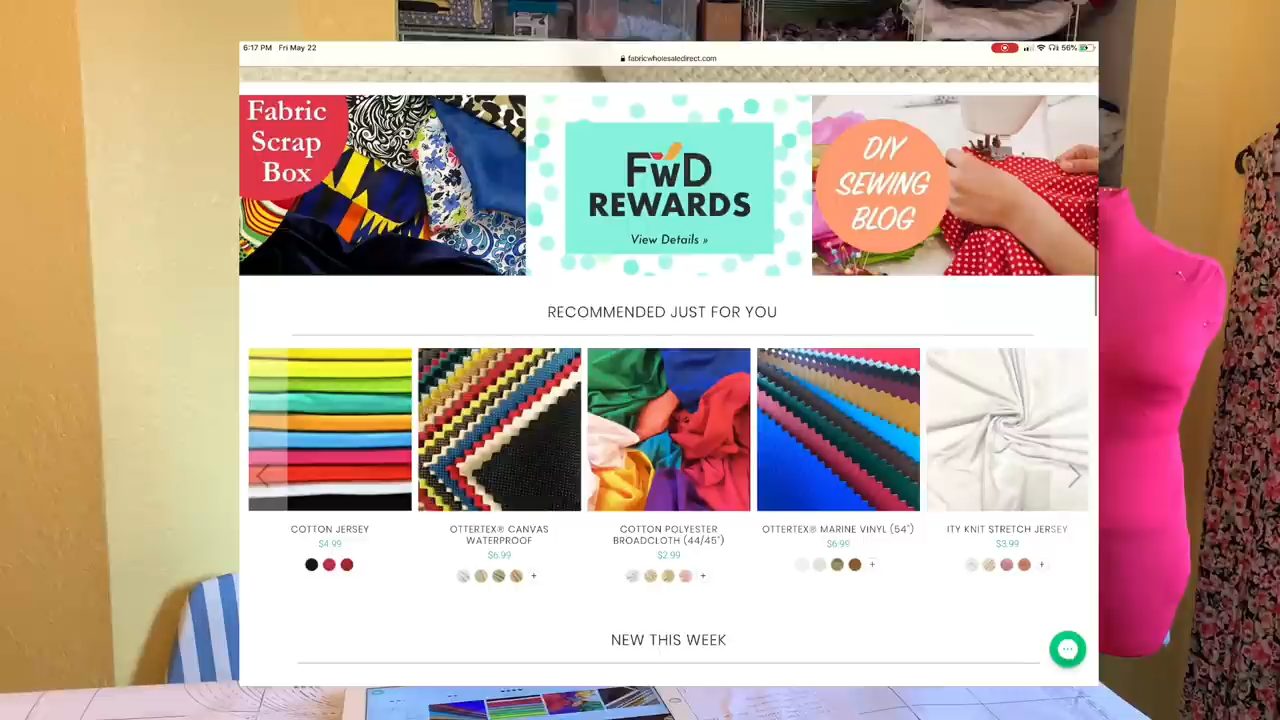 6:17 PM Fri May 22
56%
fabricwholesaledirect.com
Fabric
Scrap
Box
FWD
REWARDS
View Details »
DIY
SEWING
BLOG
RECOMMENDED JUST FOR YOU
COTTON JERSEY
$4.99
OTTERTEX® CANVAS
WATERPROOF
$6.99
COTTON POLYESTER
BROADCLOTH (44/45")
$2.99
OTTERTEX® MARINE VINYL (54")
$6.99
ITY KNIT STRETCH JERSEY
$3.99
NEW THIS WEEK